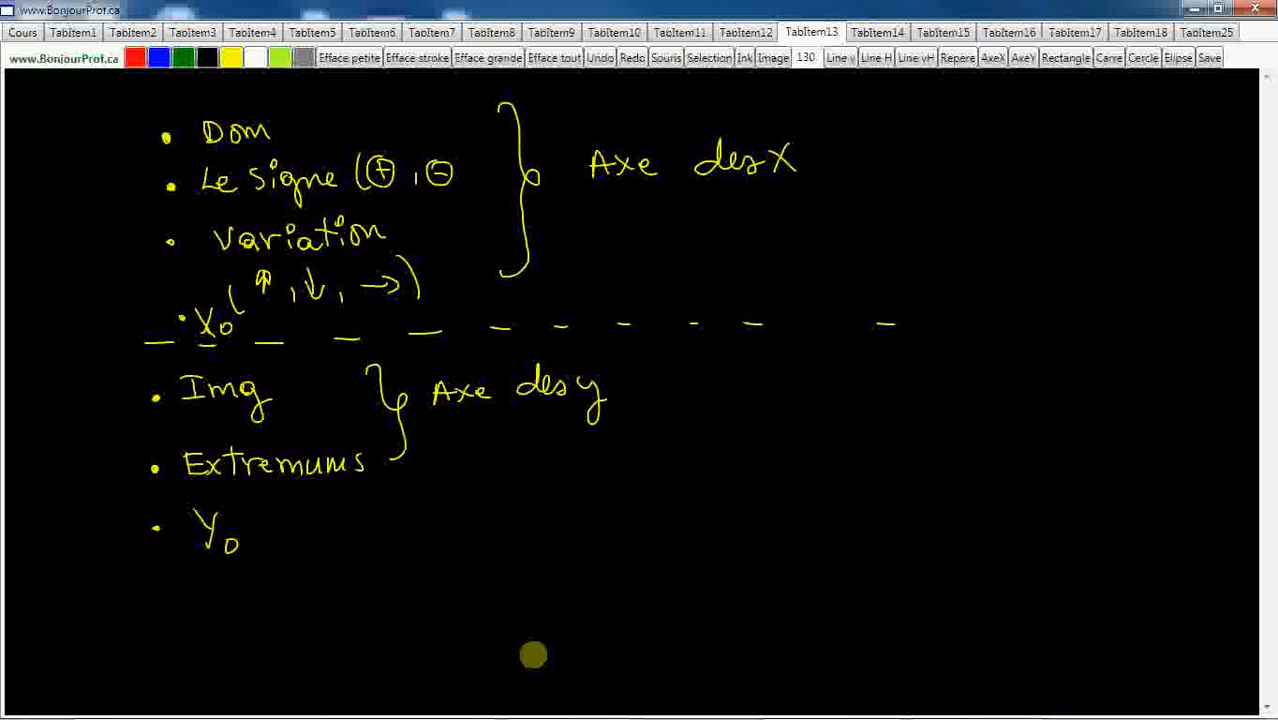 www.BonjourProf.ca
Cours TabItem1 TabItem2 TabItem3 TabItem4 TabItem5 TabItem6 TabItem7 TabItem8 TabItem9 TabItem10 TabItem11 TabItem12 TabItem13 TabItem14 TabItem15 TabItem16 TabItem17 TabItem18 TabItem25
www.BonjourProf.ca Efface petite Efface stroke Efface grande Efface tout Undo Redo Souris Selection Ink Image 130 Line v Line H Line vH Repere AxeX AxeY Rectangle Carre Cercle Elipse Save
• Dom
• Le Signe (⊕ , ⊖ Axe des X
• Variation
(↑, ↓, →)
• X₀
• Img Axe des y
• Extremums
• Y₀